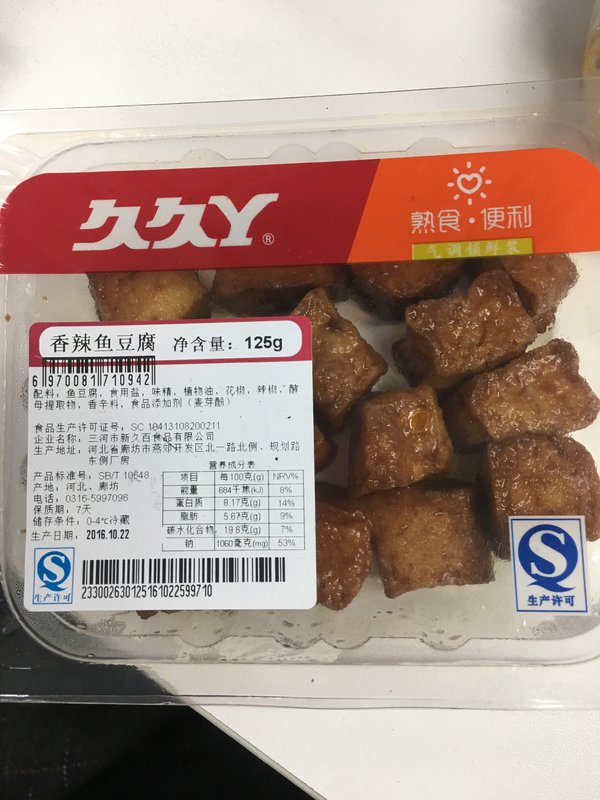 久久丫®
熟食·便利
气调锁鲜装
香辣鱼豆腐 净含量：125g
6 970081 710942
配料：鱼豆腐，食用盐，味精，植物油，花椒，辣椒，酵
母提取物，香辛料，食品添加剂（麦芽酚）
食品生产许可证号：SC 10413108200211
企业名称：三河市新久百食品有限公司
生产地址：河北省廊坊市燕郊开发区北一路北侧、规划路
东侧厂房
产品标准号：SB/T 10648
产地：河北、廊坊
电话：0316-5997096
保质期：7天
储存条件：0-4℃冷藏
生产日期：2016.10.22
营养成分表
项目 每100克(g) NRV%
能量 684千焦(kJ) 8%
蛋白质 8.17克(g) 14%
脂肪 5.67克(g) 9%
碳水化合物 19.6克(g) 7%
钠 1060毫克(mg) 53%
生产许可
2330026301251610225997​10
生产许可